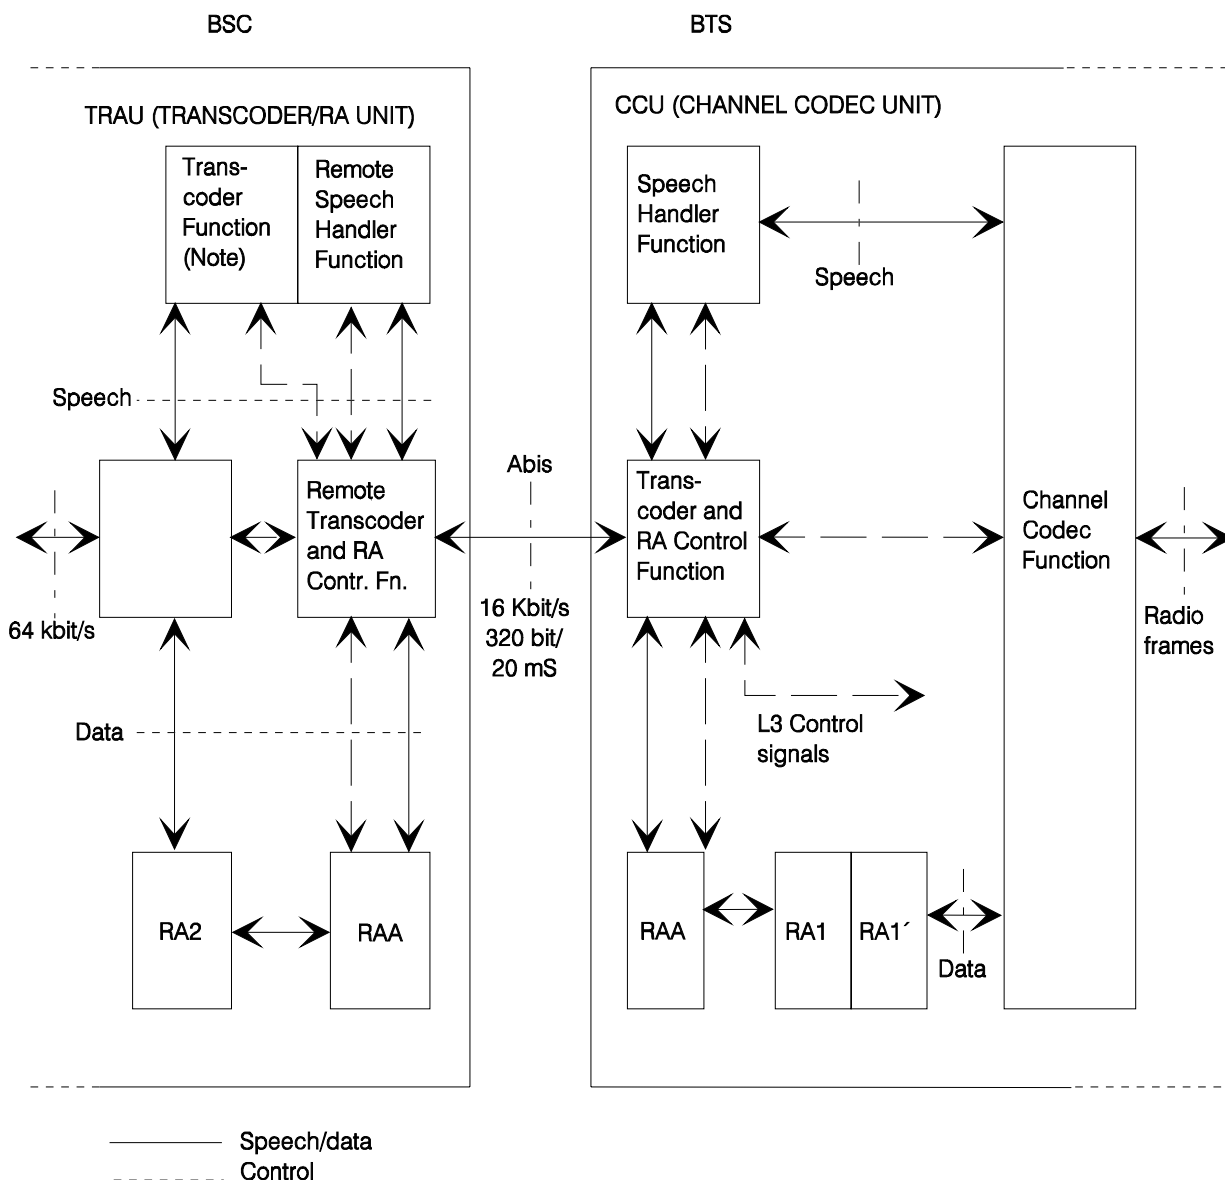 BSC
BTS
TRAU (TRANSCODER/RA UNIT)
CCU (CHANNEL CODEC UNIT)
Trans-
coder
Function
(Note)
Remote
Speech
Handler
Function
Speech
Handler
Function
Speech
Speech
Abis
Remote
Transcoder
and RA
Contr. Fn.
Trans-
coder and
RA Control
Function
Channel
Codec
Function
64 kbit/s
16 Kbit/s
320 bit/
20 mS
Radio
frames
Data
L3 Control
signals
RA2
RAA
RAA
RA1
RA1´
Data
Speech/data
Control